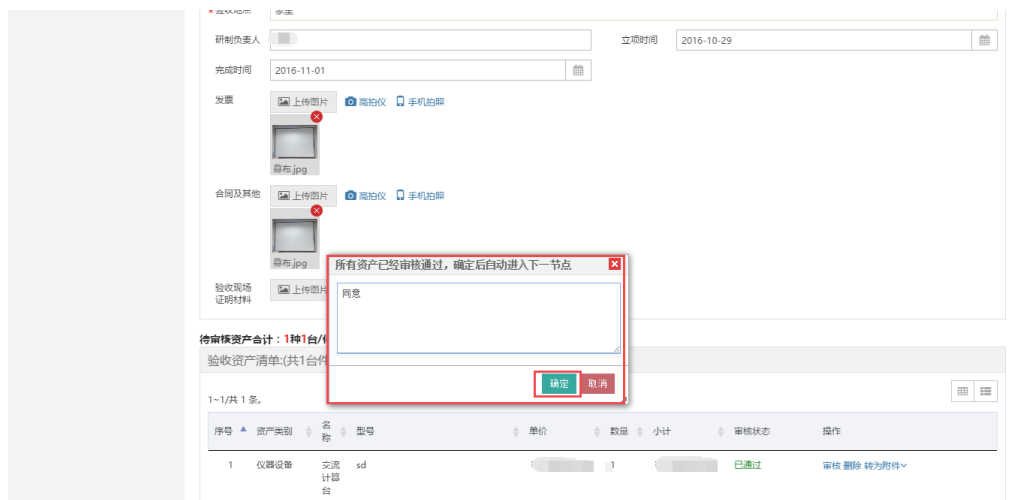 *验收地点 家里
研制负责人 立项时间 2016-10-29
完成时间 2016-11-01
发票 上传图片 高拍仪 手机拍照
幕布.jpg
合同及其他 上传图片 高拍仪 手机拍照
幕布.jpg
所有资产已经审核通过，确定后自动进入下一节点
同意
确定 取消
验收现场 上传图片
证明材料
待审核资产合计：1种1台/
验收资产清单:(共1台件
1~1/共 1 条。
序号 资产类别 名称 型号 单价 数量 小计 审核状态 操作
1 仪器设备 交流计算台 sd 1 已通过 审核 删除 转为附件